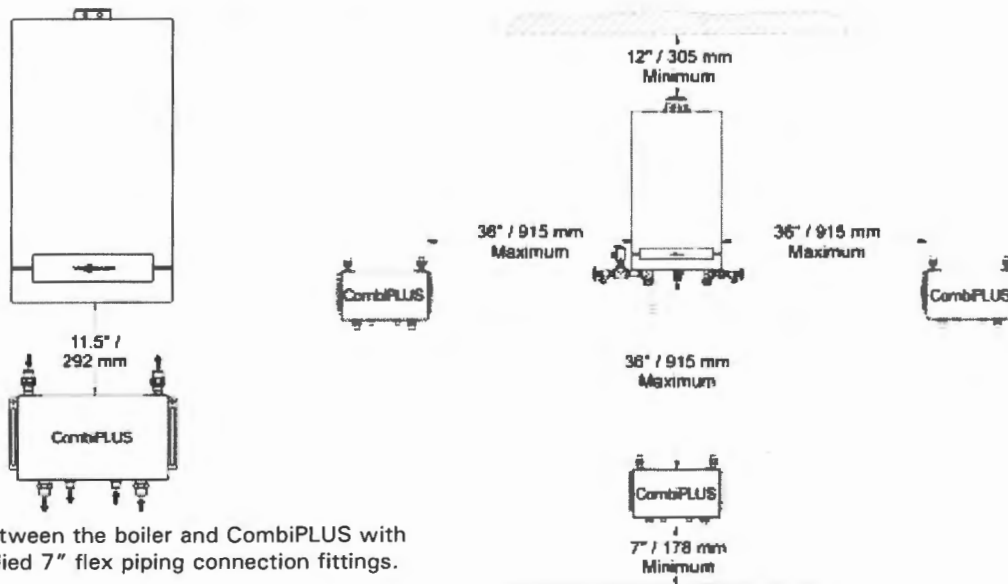 11.5" /
292 mm
CombiPLUS
tween the boiler and CombiPLUS with
ied 7" flex piping connection fittings.
12" / 305 mm
Minimum
36" / 915 mm
Maximum
36" / 915 mm
Maximum
CombiPLUS
CombiPLUS
36" / 915 mm
Maximum
CombiPLUS
7" / 178 mm
Minimum